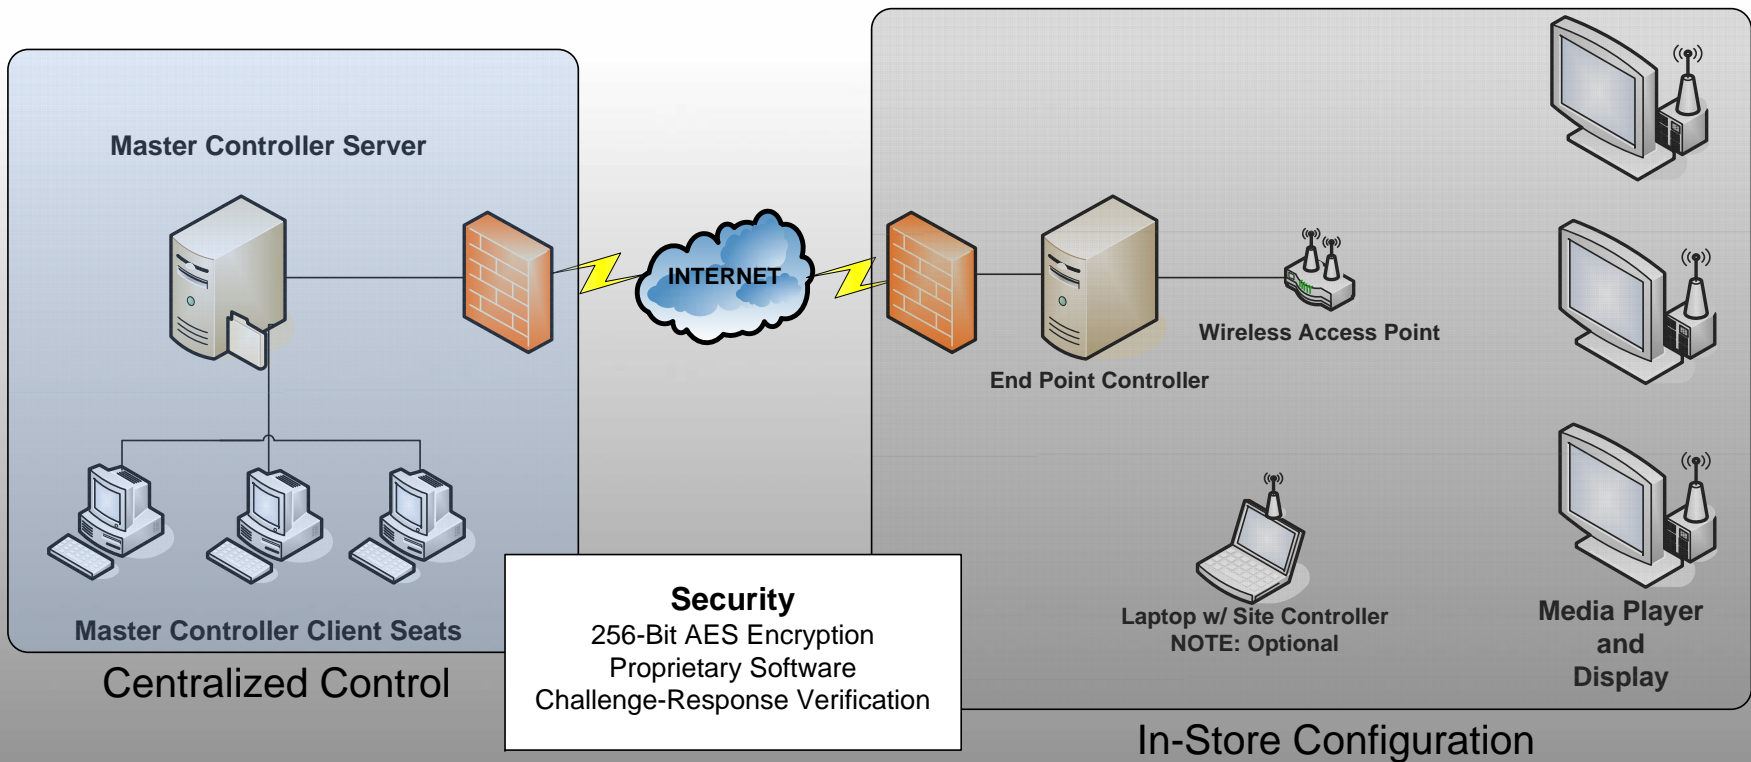 Master Controller Server
INTERNET
Wireless Access Point
End Point Controller
Master Controller Client Seats
Centralized Control
Security
256-Bit AES Encryption
Proprietary Software
Challenge-Response Verification
Laptop w/ Site Controller
NOTE: Optional
Media Player
and
Display
In-Store Configuration